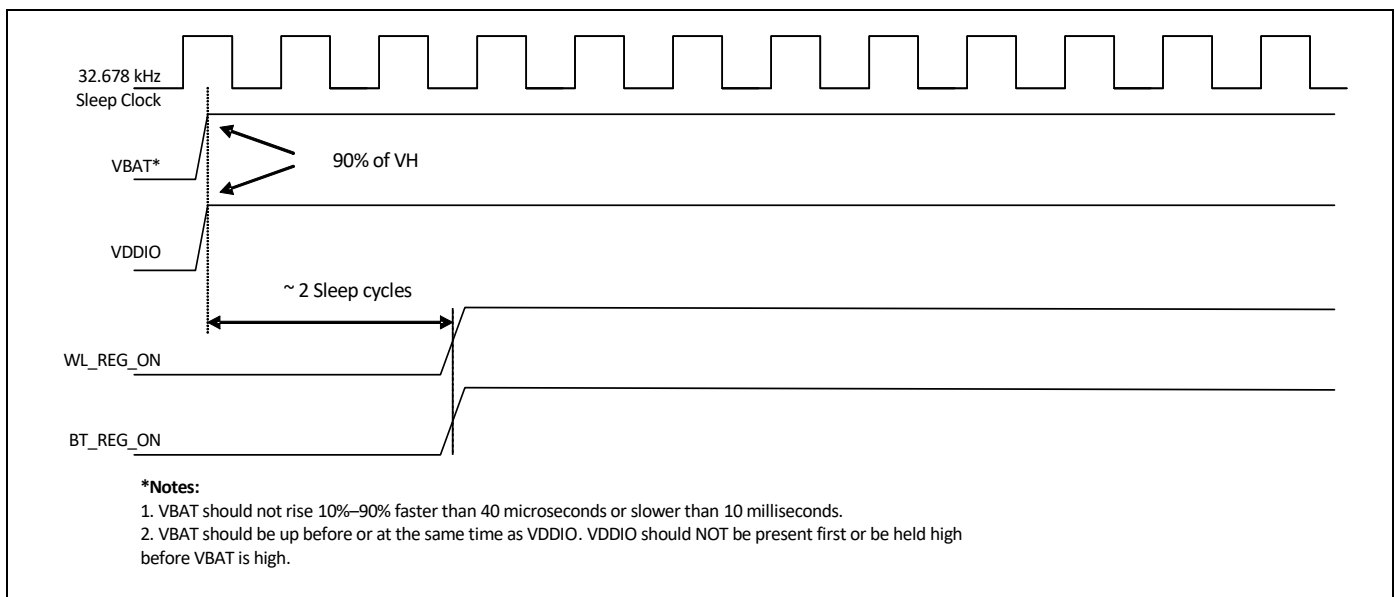 32.678 kHz
Sleep Clock
VBAT*
90% of VH
VDDIO
~ 2 Sleep cycles
WL_REG_ON
BT_REG_ON
*Notes:
1. VBAT should not rise 10%–90% faster than 40 microseconds or slower than 10 milliseconds.
2. VBAT should be up before or at the same time as VDDIO. VDDIO should NOT be present first or be held high
before VBAT is high.